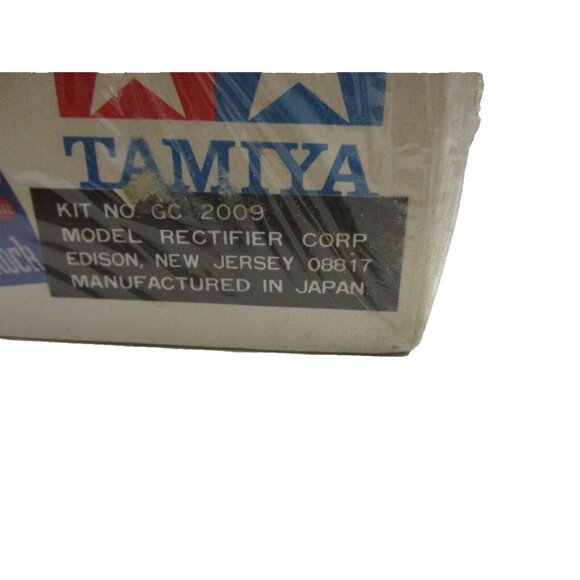 TAMIYA
KIT NO GC 2009
MODEL RECTIFIER CORP
EDISON, NEW JERSEY 08817
MANUFACTURED IN JAPAN